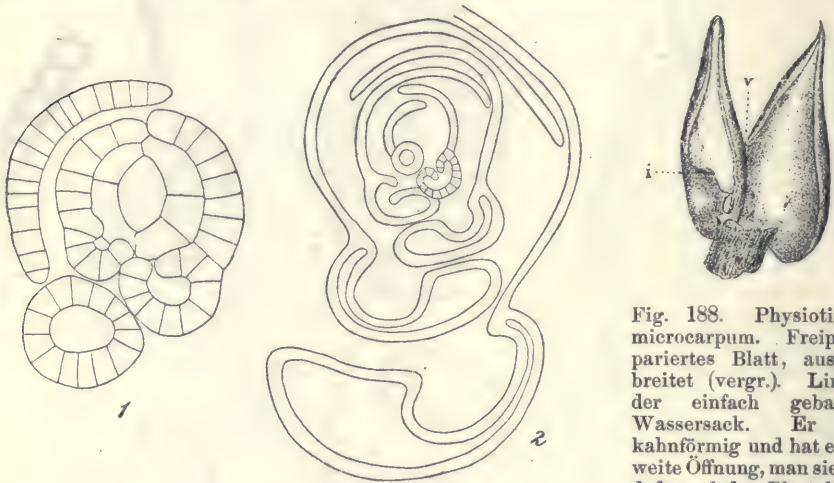 v
i
1
2
Fig. 188. Physioti
microcarpum. Freip
pariertes Blatt, aus
breitet (vergr.). Lin
der einfach geba
Wassersack. Er
kahnförmig und hat e
weite Öffnung, man sie